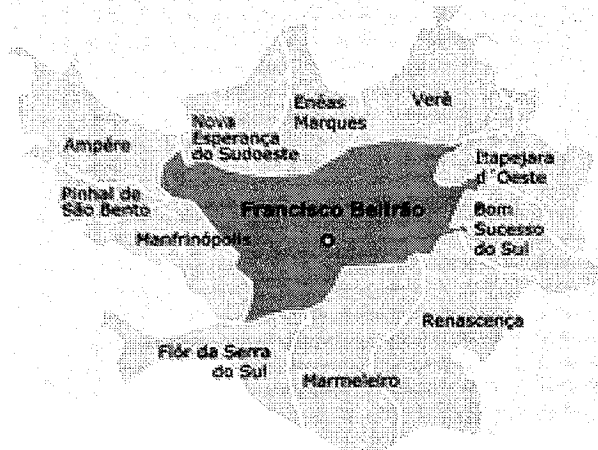 Enéas
Marques
Verê
Nova
Esperança
do Sudoeste
Ampére
Itapejara
d´Oeste
Pinhal de
São Bento
Francisco Beltrão
Bom
Sucesso
do Sul
Manfrinópolis
Renascença
Flôr da Serra
do Sul
Marmeleiro